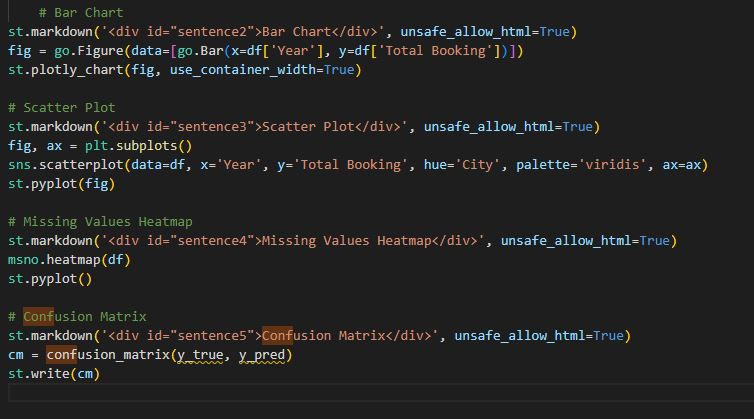 # Bar Chart
st.markdown('<div id="sentence2">Bar Chart</div>', unsafe_allow_html=True)
fig = go.Figure(data=[go.Bar(x=df['Year'], y=df['Total Booking'])])
st.plotly_chart(fig, use_container_width=True)
# Scatter Plot
st.markdown('<div id="sentence3">Scatter Plot</div>', unsafe_allow_html=True)
fig, ax = plt.subplots()
sns.scatterplot(data=df, x='Year', y='Total Booking', hue='City', palette='viridis', ax=ax)
st.pyplot(fig)
# Missing Values Heatmap
st.markdown('<div id="sentence4">Missing Values Heatmap</div>', unsafe_allow_html=True)
msno.heatmap(df)
st.pyplot()
# Confusion Matrix
st.markdown('<div id="sentence5">Confusion Matrix</div>', unsafe_allow_html=True)
cm = confusion_matrix(y_true, y_pred)
st.write(cm)